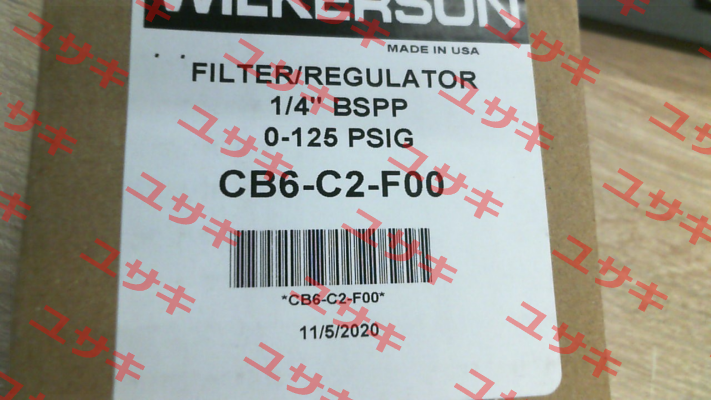 WILKERSON
MADE IN USA
FILTER/REGULATOR
1/4" BSPP
0-125 PSIG
CB6-C2-F00
*CB6-C2-F00*
11/5/2020
ユサキ